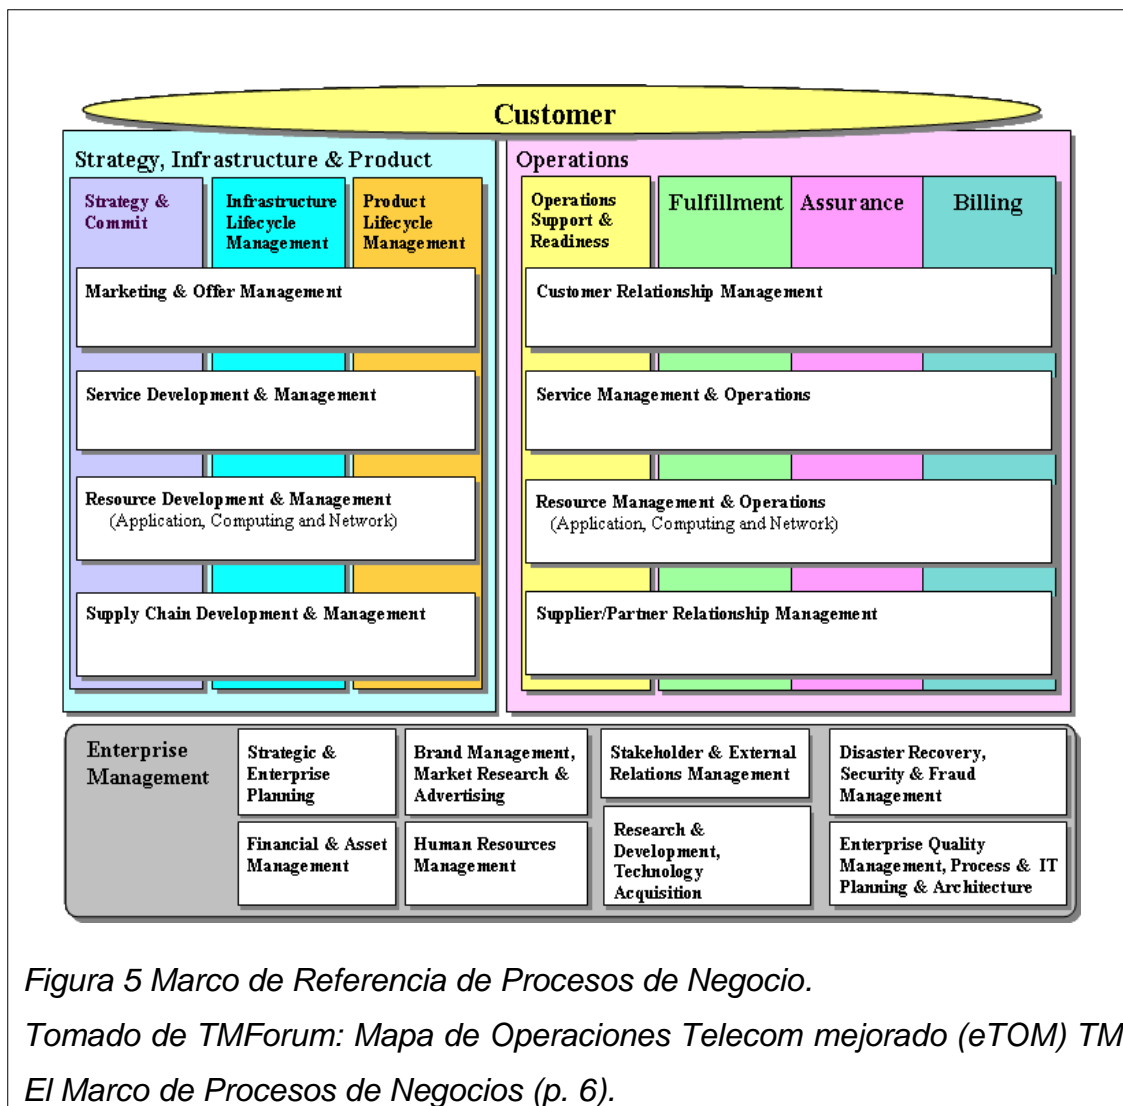 Customer
Strategy, Infrastructure & Product
Strategy &
Commit
Infrastructure
Lifecycle
Management
Product
Lifecycle
Management
Marketing & Offer Management
Service Development & Management
Resource Development & Management
(Application, Computing and Network)
Supply Chain Development & Management
Operations
Operations
Support &
Readiness
Fulfillment
Assurance
Billing
Customer Relationship Management
Service Management & Operations
Resource Management & Operations
(Application, Computing and Network)
Supplier/Partner Relationship Management
Enterprise
Management
Strategic &
Enterprise
Planning
Brand Management,
Market Research &
Advertising
Stakeholder & External
Relations Management
Disaster Recovery,
Security & Fraud
Management
Financial & Asset
Management
Human Resources
Management
Research &
Development,
Technology
Acquisition
Enterprise Quality
Management, Process & IT
Planning & Architecture
Figura 5 Marco de Referencia de Procesos de Negocio.
Tomado de TMForum: Mapa de Operaciones Telecom mejorado (eTOM) TM
El Marco de Procesos de Negocios (p. 6).